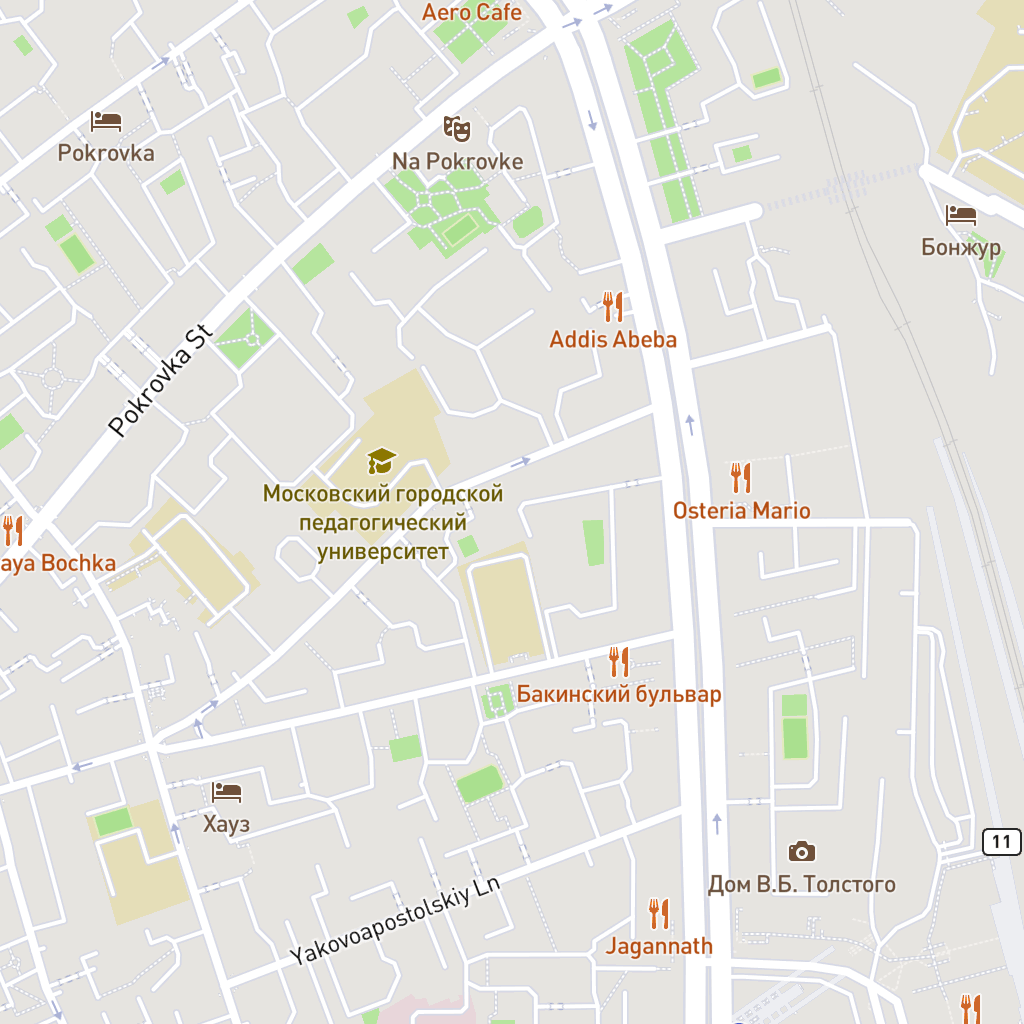 Aero Cafe
Pokrovka
Na Pokrovke
Бонжур
Addis Abeba
Pokrovka St
Московский городской
педагогический
университет
Osteria Mario
aya Bochka
Бакинский бульвар
Хауз
11
Дом В.Б. Толстого
Yakovoapostolskiy Ln
Jagannath